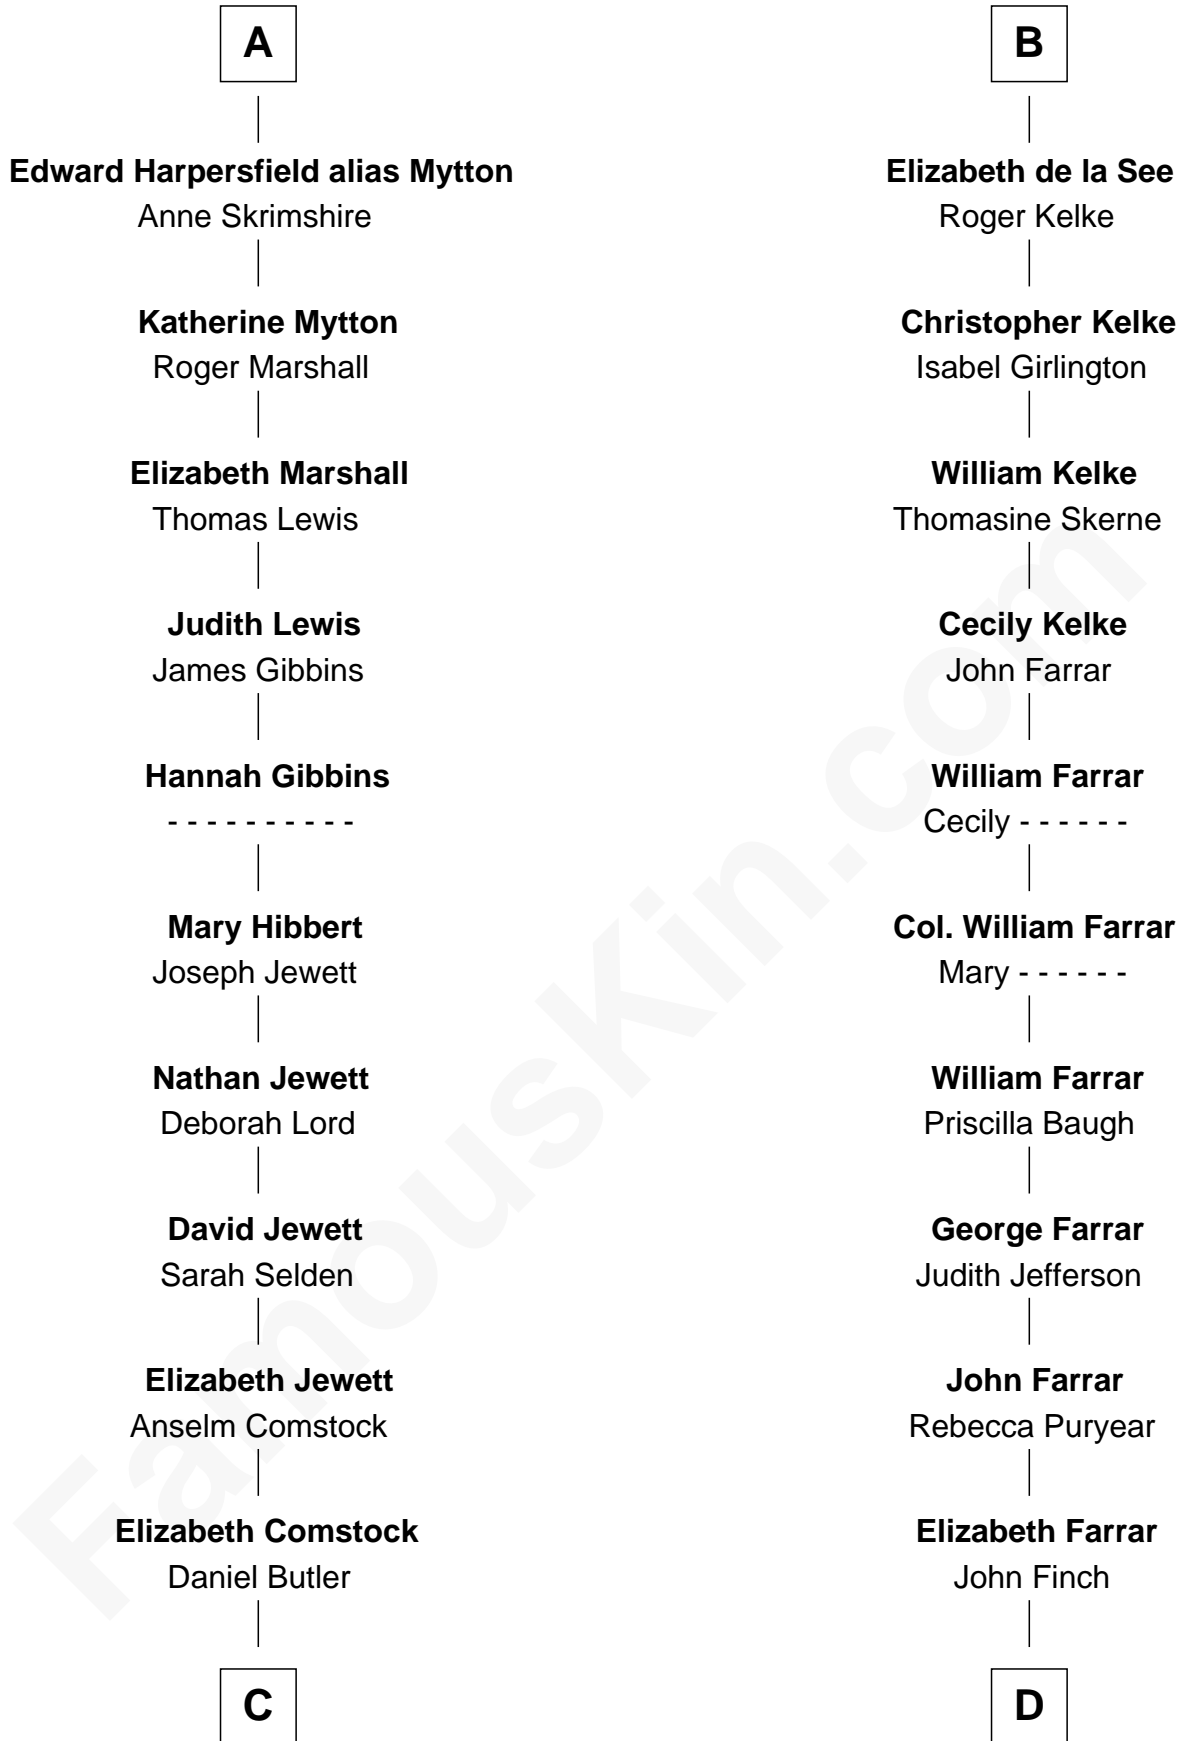 A
Edward Harpersfield alias Mytton
Anne Skrimshire
Katherine Mytton
Roger Marshall
Elizabeth Marshall
Thomas Lewis
Judith Lewis
James Gibbins
Hannah Gibbins
- - - - - - - - - -
Mary Hibbert
Joseph Jewett
Nathan Jewett
Deborah Lord
David Jewett
Sarah Selden
Elizabeth Jewett
Anselm Comstock
Elizabeth Comstock
Daniel Butler
C
B
Elizabeth de la See
Roger Kelke
Christopher Kelke
Isabel Girlington
William Kelke
Thomasine Skerne
Cecily Kelke
John Farrar
William Farrar
Cecily - - - - - -
Col. William Farrar
Mary - - - - - -
William Farrar
Priscilla Baugh
George Farrar
Judith Jefferson
John Farrar
Rebecca Puryear
Elizabeth Farrar
John Finch
D
FamousKin.com